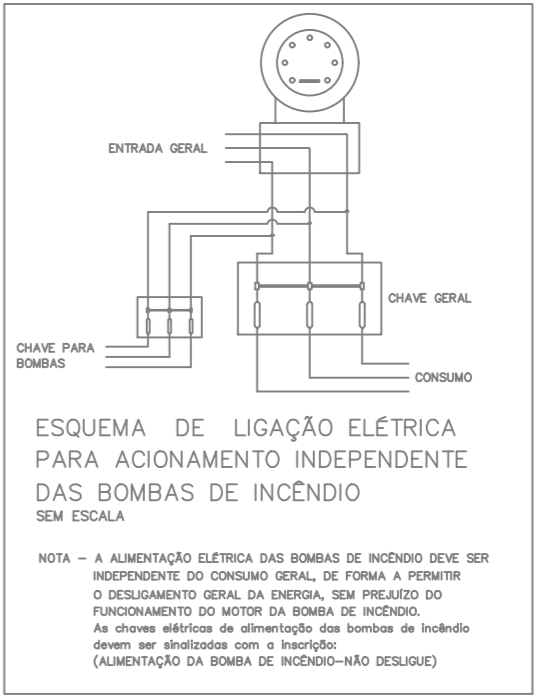 ENTRADA GERAL
CHAVE GERAL
CHAVE PARA
BOMBAS
CONSUMO
ESQUEMA DE LIGAÇÃO ELÉTRICA
PARA ACIONAMENTO INDEPENDENTE
DAS BOMBAS DE INCÊNDIO
SEM ESCALA
NOTA – A ALIMENTAÇÃO ELÉTRICA DAS BOMBAS DE INCÊNDIO DEVE SER
INDEPENDENTE DO CONSUMO GERAL, DE FORMA A PERMITIR
O DESLIGAMENTO GERAL DA ENERGIA, SEM PREJUÍZO DO
FUNCIONAMENTO DO MOTOR DA BOMBA DE INCÊNDIO.
As chaves elétricas de alimentação das bombas de incêndio
devem ser sinalizadas com a inscrição:
(ALIMENTAÇÃO DA BOMBA DE INCÊNDIO–NÃO DESLIGUE)